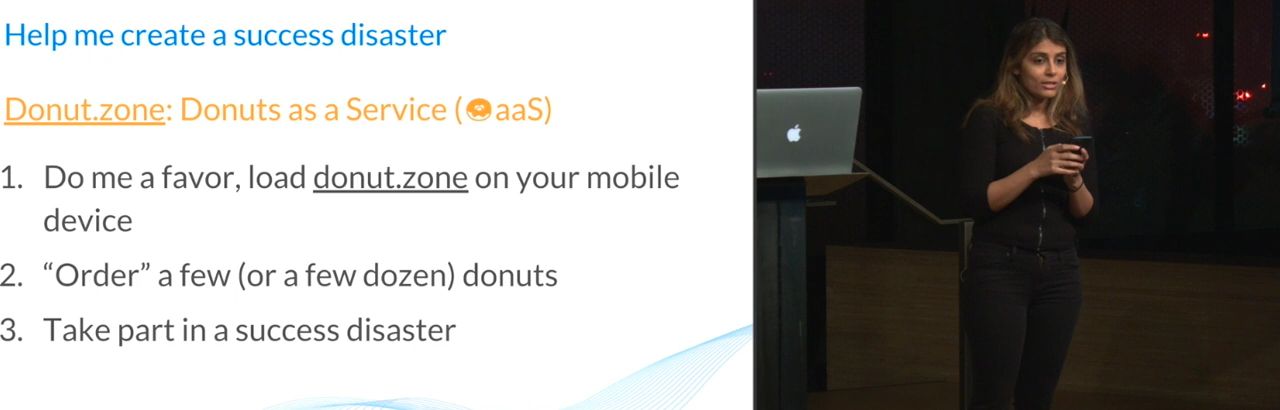 Help me create a success disaster
Donut.zone: Donuts as a Service (🍩aaS)
1. Do me a favor, load donut.zone on your mobile
device
2. “Order” a few (or a few dozen) donuts
3. Take part in a success disaster